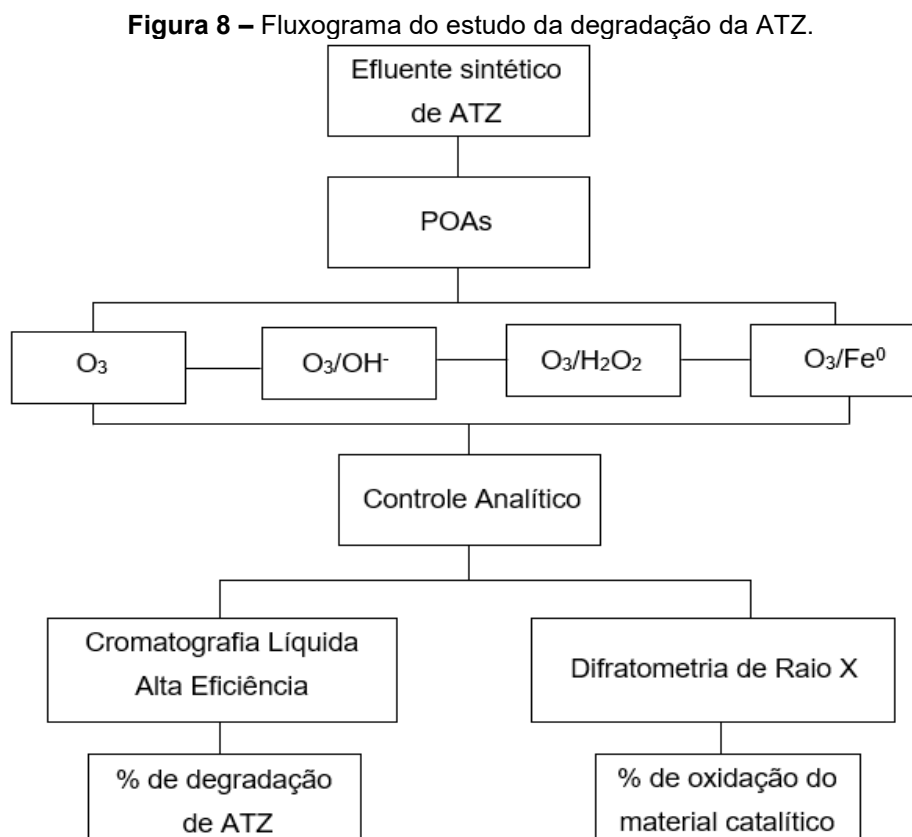 Figura 8 – Fluxograma do estudo da degradação da ATZ.
Efluente sintético
de ATZ
POAs
O₃
O₃/OH⁻
O₃/H₂O₂
O₃/Fe⁰
Controle Analítico
Cromatografia Líquida
Alta Eficiência
Difratometria de Raio X
% de degradação
de ATZ
% de oxidação do
material catalítico